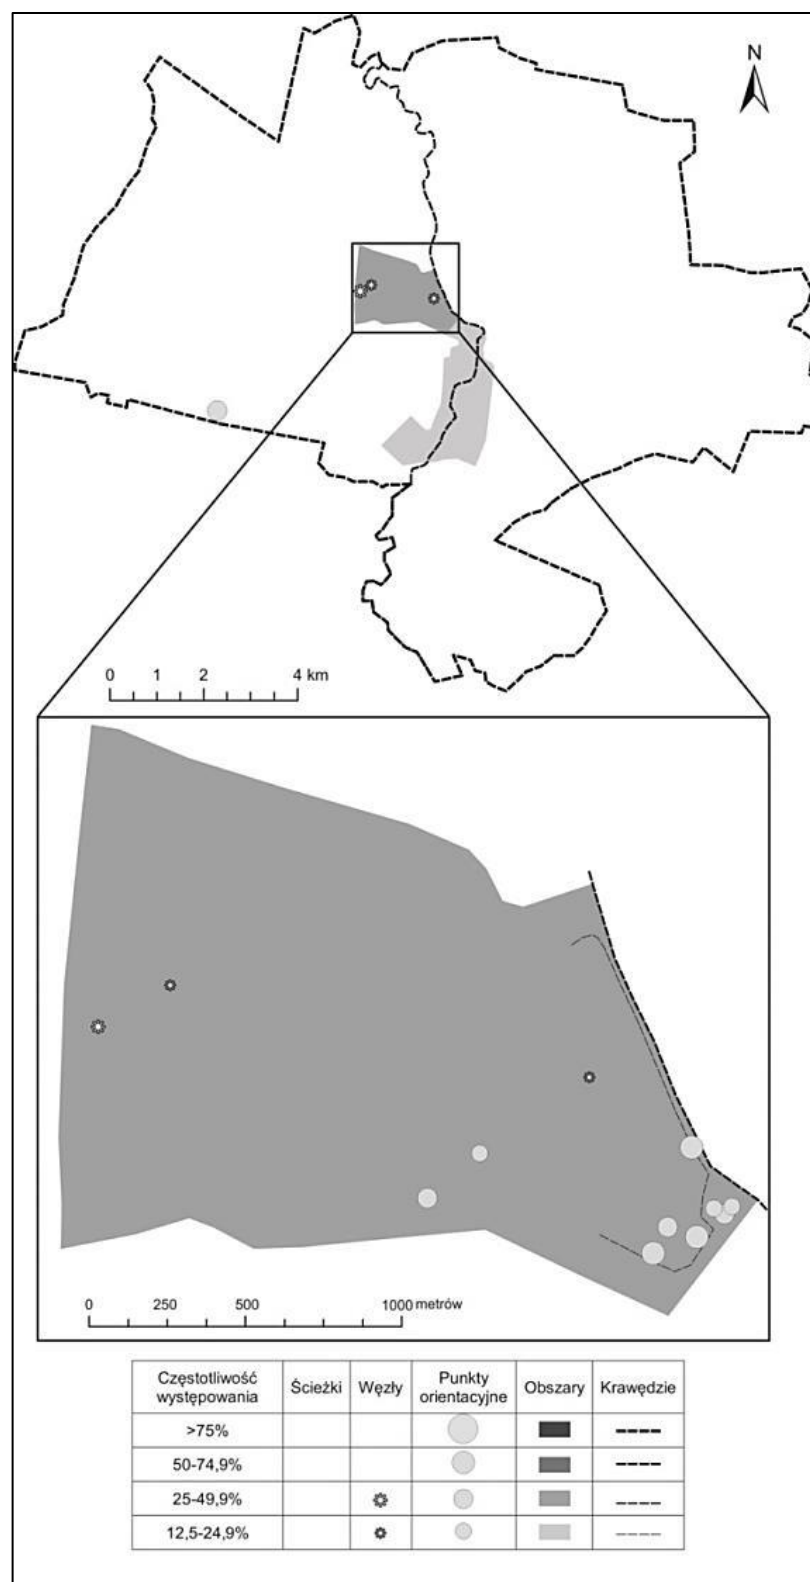 N
0 1 2 4 km
0 250 500 1000 metrów
Częstotliwość występowania Ścieżki Węzły Punkty orientacyjne Obszary Krawędzie
>75%
50-74,9%
25-49,9%
12,5-24,9%